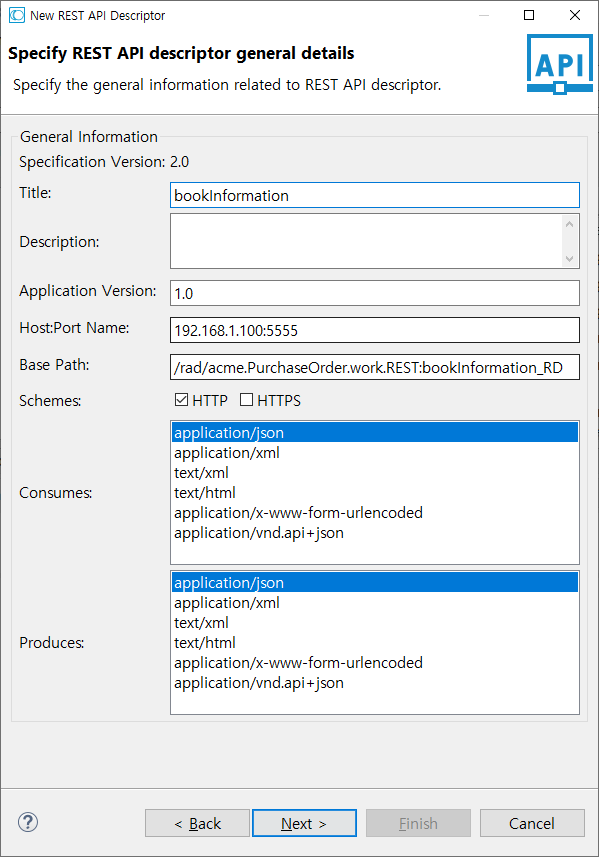 New REST API Descriptor
Specify REST API descriptor general details
Specify the general information related to REST API descriptor.
API
General Information
Specification Version: 2.0
Title: bookInformation
Description:
Application Version: 1.0
Host:Port Name: 192.168.1.100:5555
Base Path: /rad/acme.PurchaseOrder.work.REST:bookInformation_RD
Schemes: HTTP HTTPS
Consumes:
application/json
application/xml
text/xml
text/html
application/x-www-form-urlencoded
application/vnd.api+json
Produces:
application/json
application/xml
text/xml
text/html
application/x-www-form-urlencoded
application/vnd.api+json
? < Back Next > Finish Cancel